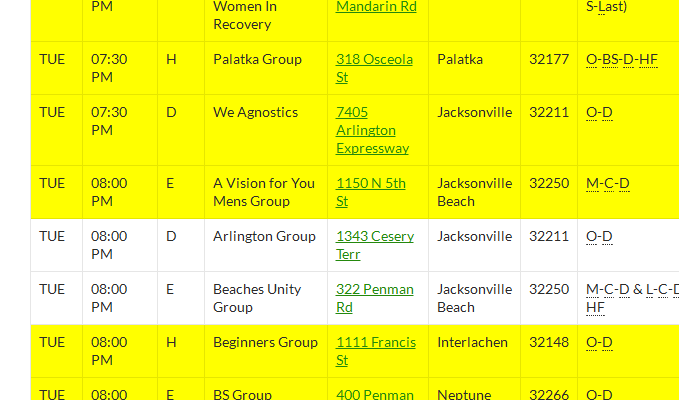 PM Women In Mandarin Rd S-Last)
Recovery
TUE 07:30 H Palatka Group 318 Osceola Palatka 32177 O-BS-D-HF
PM St
TUE 07:30 D We Agnostics 7405 Jacksonville 32211 O-D
PM Arlington
Expressway
TUE 08:00 E A Vision for You 1150 N 5th Jacksonville 32250 M-C-D
PM Mens Group St Beach
TUE 08:00 D Arlington Group 1343 Cesery Jacksonville 32211 O-D
PM Terr
TUE 08:00 E Beaches Unity 322 Penman Jacksonville 32250 M-C-D & L-C-D
PM Group Rd Beach HF
TUE 08:00 H Beginners Group 1111 Francis Interlachen 32148 O-D
PM St
TUE 08:00 E BS Group 400 Penman Neptune 32266 O-D